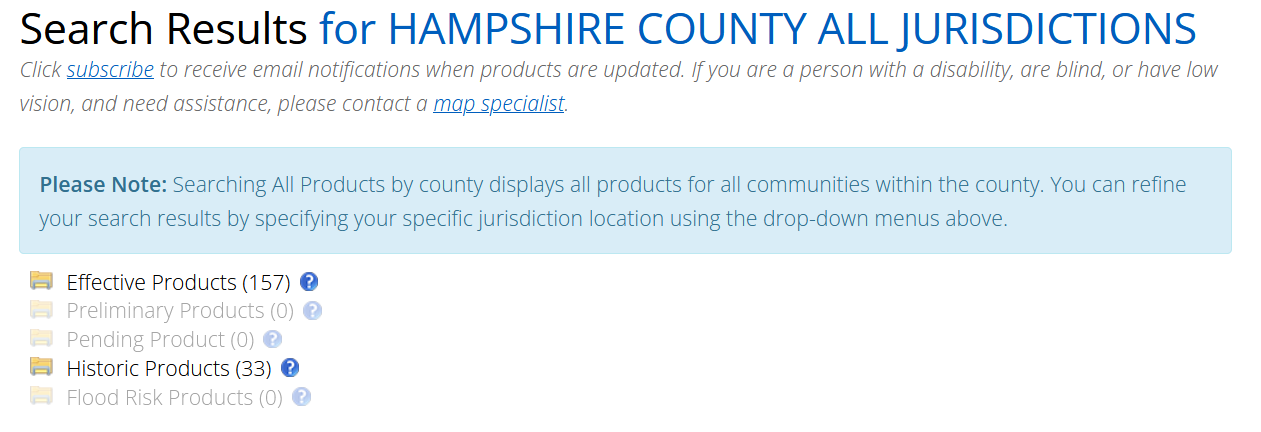 Search Results for HAMPSHIRE COUNTY ALL JURISDICTIONS
Click subscribe to receive email notifications when products are updated. If you are a person with a disability, are blind, or have low
vision, and need assistance, please contact a map specialist.
Please Note: Searching All Products by county displays all products for all communities within the county. You can refine
your search results by specifying your specific jurisdiction location using the drop-down menus above.
Effective Products (157) ?
Preliminary Products (0) ?
Pending Product (0) ?
Historic Products (33) ?
Flood Risk Products (0) ?